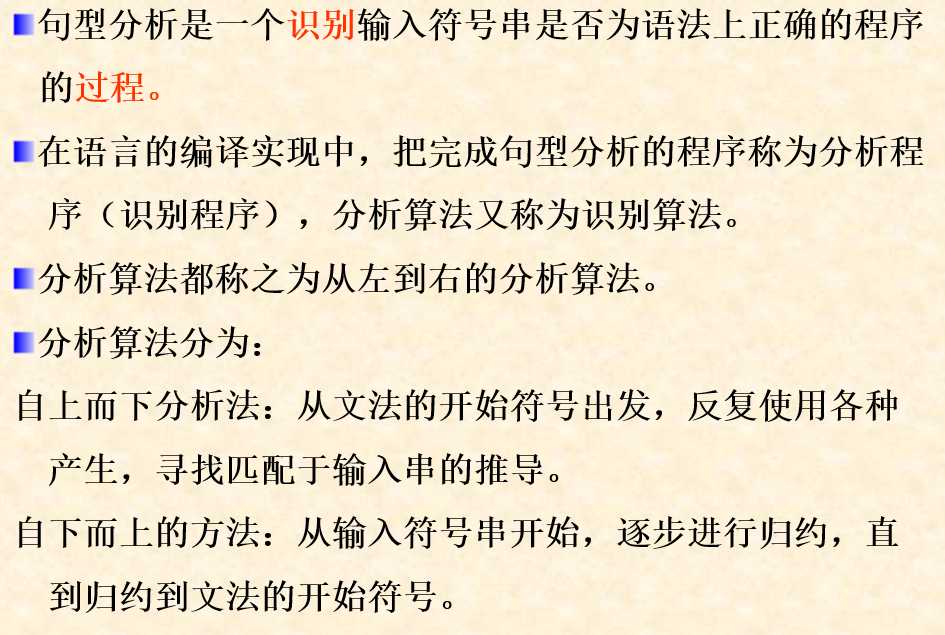 句型分析是一个识别输入符号串是否为语法上正确的程序
的过程。
在语言的编译实现中，把完成句型分析的程序称为分析程
序（识别程序），分析算法又称为识别算法。
分析算法都称之为从左到右的分析算法。
分析算法分为：
自上而下分析法：从文法的开始符号出发，反复使用各种
产生，寻找匹配于输入串的推导。
自下而上的方法：从输入符号串开始，逐步进行归约，直
到归约到文法的开始符号。